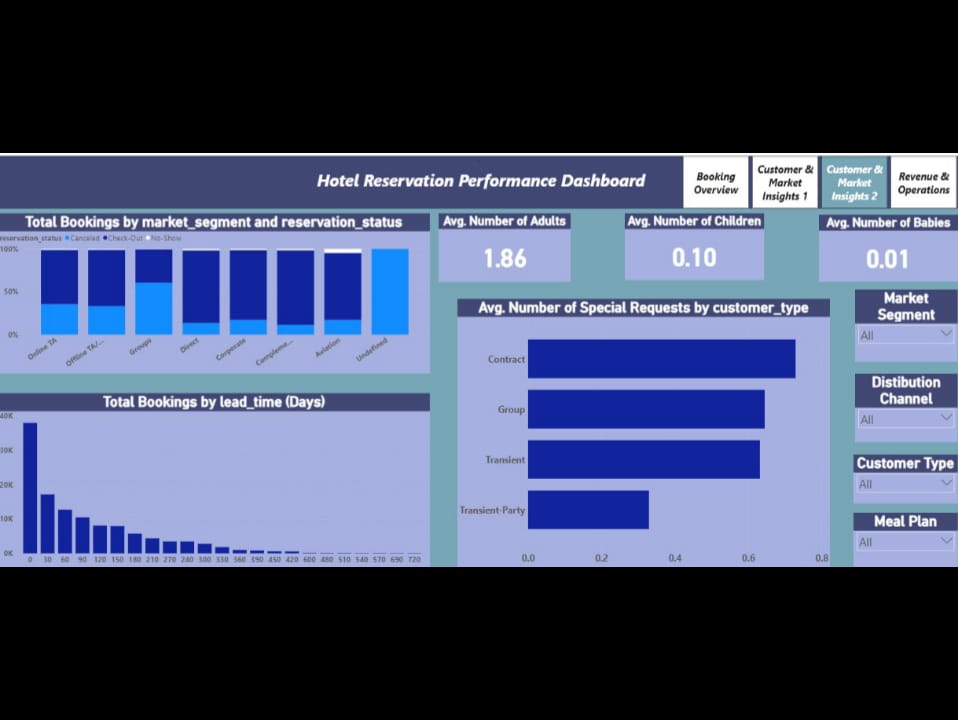 Hotel Reservation Performance Dashboard
Booking
Overview
Customer &
Market
Insights 1
Customer &
Market
Insights 2
Revenue &
Operations
Total Bookings by market_segment and reservation_status
reservation_status Canceled Check-Out No-Show
100%
50%
0%
Online TA
Offline TA/...
Groups
Direct
Corporate
Compleme...
Aviation
Undefined
Avg. Number of Adults
1.86
Avg. Number of Children
0.10
Avg. Number of Babies
0.01
Total Bookings by lead_time (Days)
40K
30K
20K
10K
0K
0 30 60 90 120 150 180 210 270 240 300 330 360 390 450 420 600 480 510 540 570 690 720
Avg. Number of Special Requests by customer_type
Contract
Group
Transient
Transient-Party
0.0 0.2 0.4 0.6 0.8
Market
Segment
All
Distibution
Channel
All
Customer Type
All
Meal Plan
All